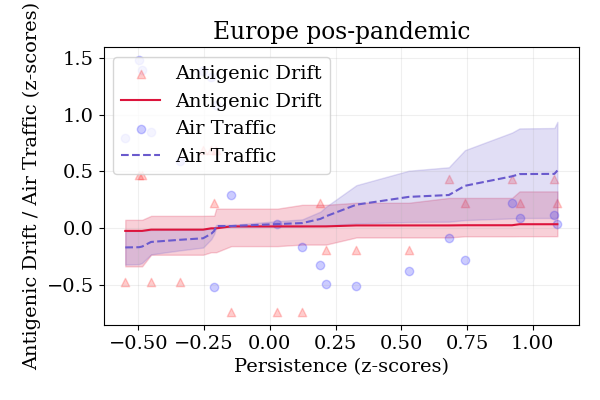 Europe pos-pandemic
Antigenic Drift / Air Traffic (z-scores)
1.5
1.0
0.5
0.0
−0.5
Antigenic Drift
Antigenic Drift
Air Traffic
Air Traffic
−0.50 −0.25 0.00 0.25 0.50 0.75 1.00
Persistence (z-scores)